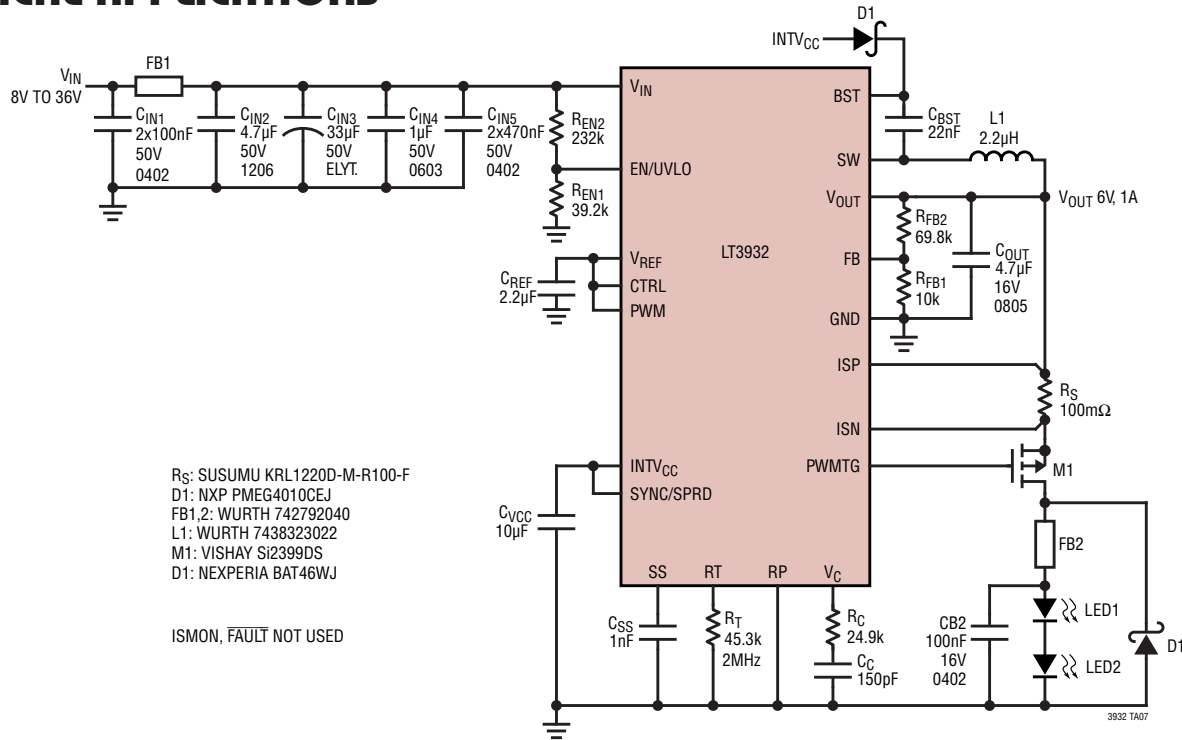 D1
INTVCC
FB1
VIN
8V TO 36V
CIN1
2x100nF
50V
0402
CIN2
4.7µF
50V
1206
CIN3
33µF
50V
ELYT.
CIN4
1µF
50V
0603
CIN5
2x470nF
50V
0402
REN2
232k
REN1
39.2k
VIN
EN/UVLO
VREF
CTRL
PWM
INTVCC
SYNC/SPRD
LT3932
BST
SW
VOUT
FB
GND
ISP
ISN
PWMTG
SS
RT
RP
VC
CBST
22nF
L1
2.2µH
VOUT 6V, 1A
RFB2
69.8k
RFB1
10k
COUT
4.7µF
16V
0805
CREF
2.2µF
RS
100mΩ
M1
RS: SUSUMU KRL1220D-M-R100-F
D1: NXP PMEG4010CEJ
FB1,2: WURTH 742792040
L1: WURTH 7438323022
M1: VISHAY Si2399DS
D1: NEXPERIA BAT46WJ
ISMON, FAULT NOT USED
CVCC
10µF
CSS
1nF
RT
45.3k
2MHz
RC
24.9k
CC
150pF
FB2
CB2
100nF
16V
0402
LED1
LED2
D1
3932 TA07